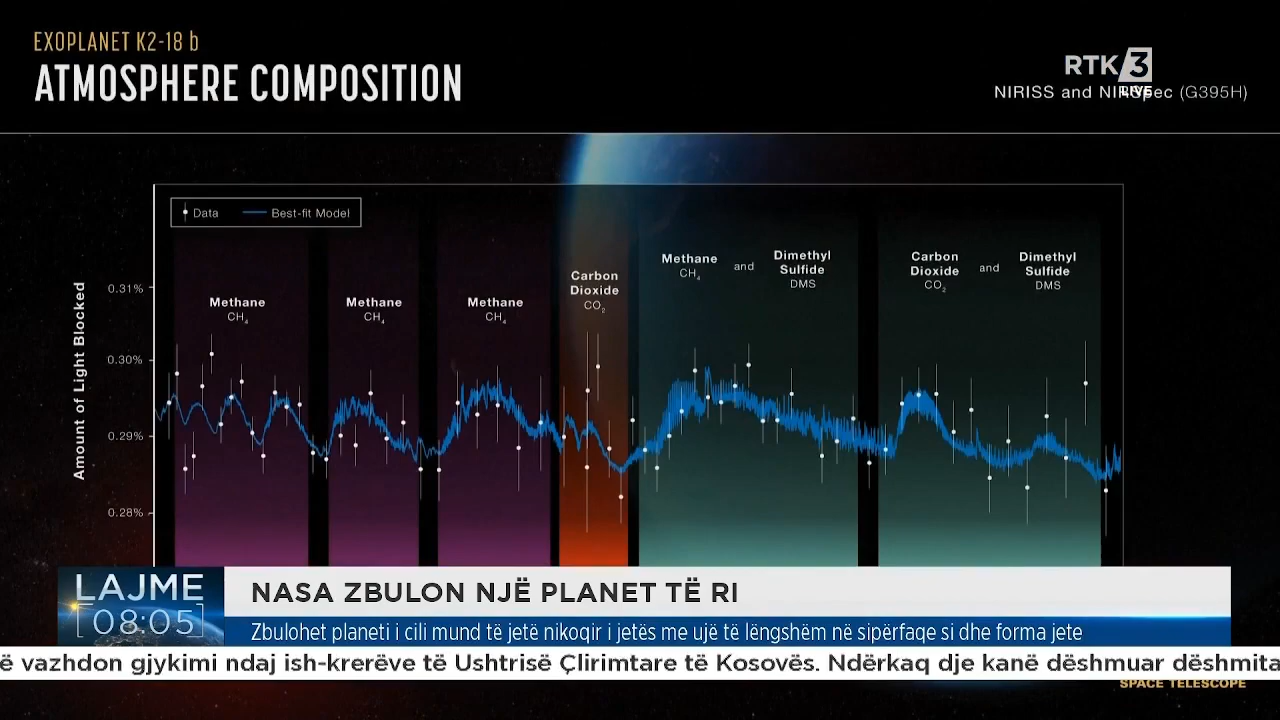 EXOPLANET K2-18 b
ATMOSPHERE COMPOSITION
RTK 3
LIVE
NIRISS and NIRSpec (G395H)
Data
Best-fit Model
Methane
CH4
Methane
CH4
Methane
CH4
Carbon
Dioxide
CO2
Methane
CH4
and
Dimethyl
Sulfide
DMS
Carbon
Dioxide
CO2
and
Dimethyl
Sulfide
DMS
Amount of Light Blocked
0.31%
0.30%
0.29%
0.28%
LAJME
08:05
NASA ZBULON NJË PLANET TË RI
Zbulohet planeti i cili mund të jetë nikoqir i jetës me ujë të lëngshëm në sipërfaqe si dhe forma jete
ë vazhdon gjykimi ndaj ish-krerëve të Ushtrisë Çlirimtare të Kosovës. Ndërkaq dje kanë dëshmuar dëshmita
SPACE TELESCOPE